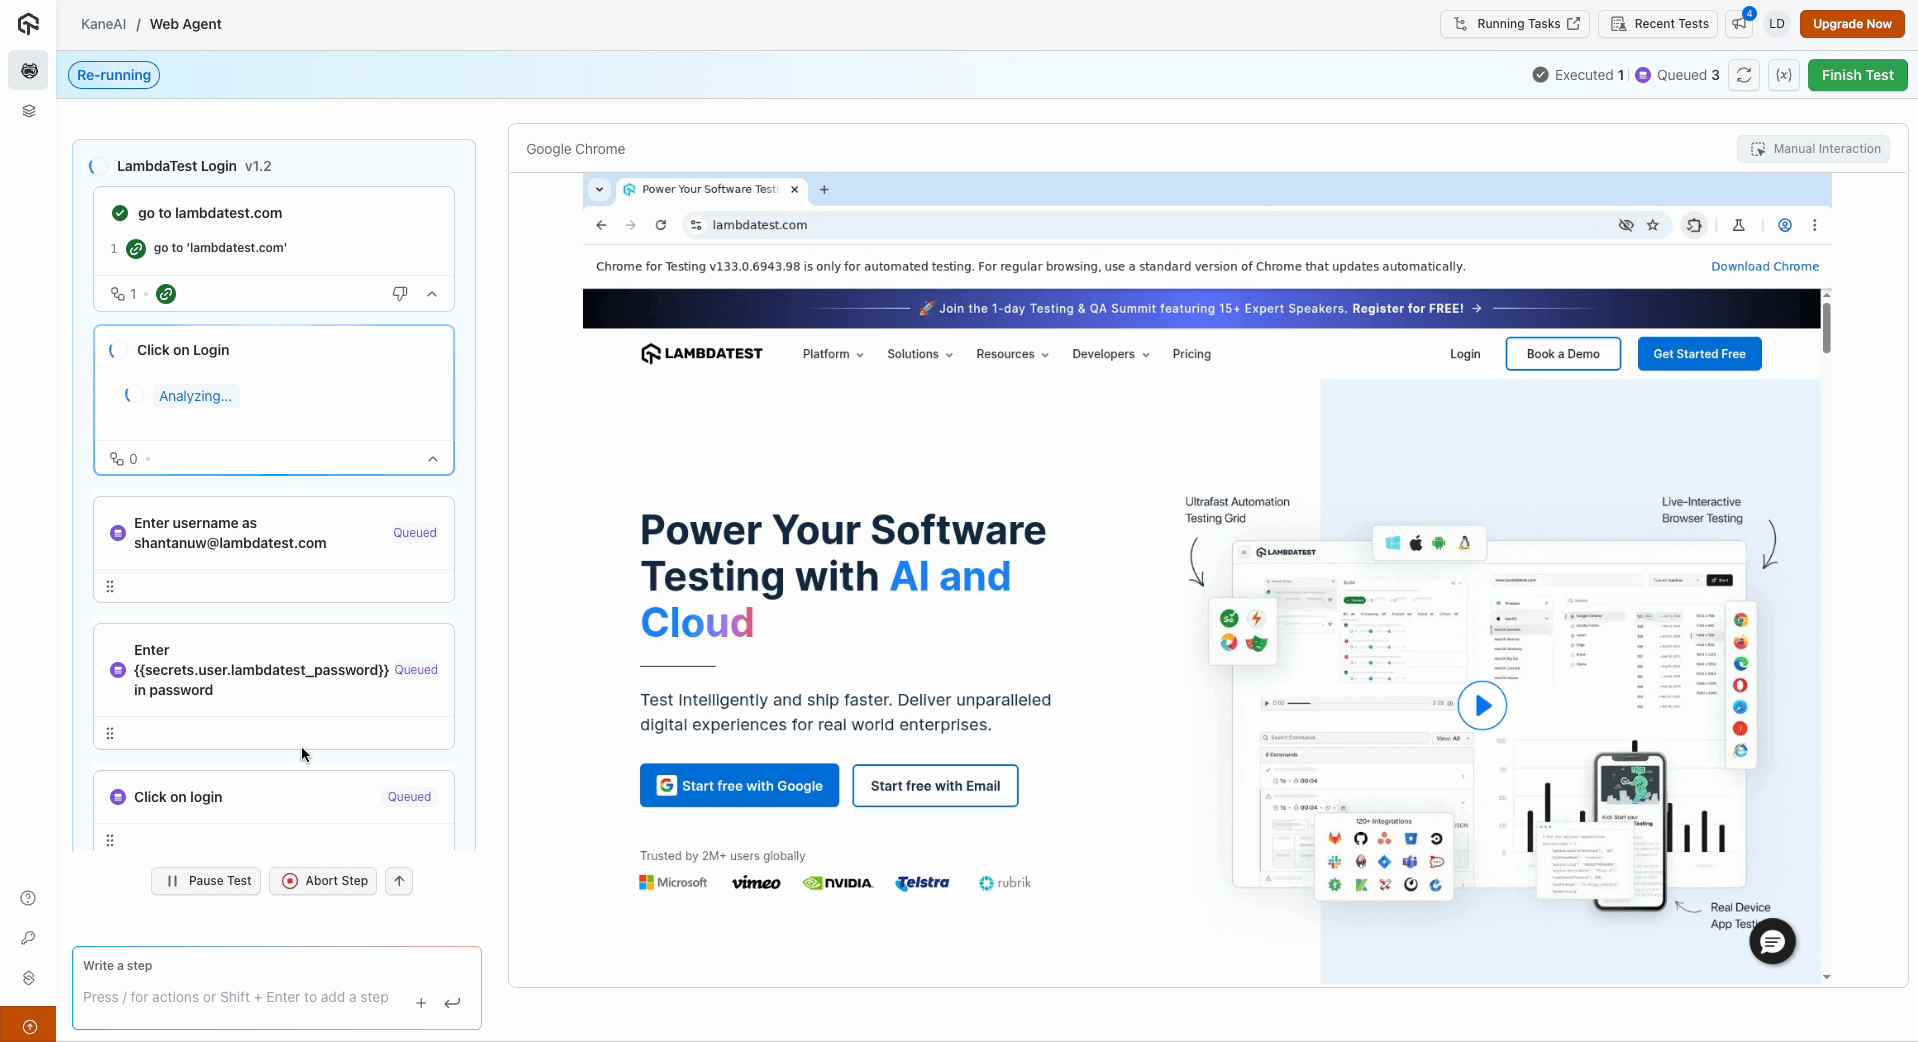 KaneAI / Web Agent
Running Tasks
Recent Tests
4
LD
Upgrade Now
Re-running
Executed 1
Queued 3
(x)
Finish Test
LambdaTest Login v1.2
go to lambdatest.com
1 go to 'lambdatest.com'
1
Click on Login
Analyzing...
0
Enter username as
shantanuw@lambdatest.com
Queued
Enter
{{secrets.user.lambdatest_password}}
in password
Queued
Click on login
Queued
Pause Test
Abort Step
Write a step
Press / for actions or Shift + Enter to add a step
Google Chrome
Manual Interaction
Power Your Software Testi
lambdatest.com
Chrome for Testing v133.0.6943.98 is only for automated testing. For regular browsing, use a standard version of Chrome that updates automatically.
Download Chrome
🚀 Join the 1-day Testing & QA Summit featuring 15+ Expert Speakers. Register for FREE! →
LAMBDATEST
Platform
Solutions
Resources
Developers
Pricing
Login
Book a Demo
Get Started Free
Power Your Software
Testing with AI and
Cloud
Test Intelligently and ship faster. Deliver unparalleled
digital experiences for real world enterprises.
Start free with Google
Start free with Email
Trusted by 2M+ users globally
Microsoft
vimeo
NVIDIA
Telstra
rubrik
Ultrafast Automation
Testing Grid
Live-Interactive
Browser Testing
LAMBDATEST
Build
Start
View: All
120+ Integrations
Kick Start your
Testing
JSON
Real Device
App Testi